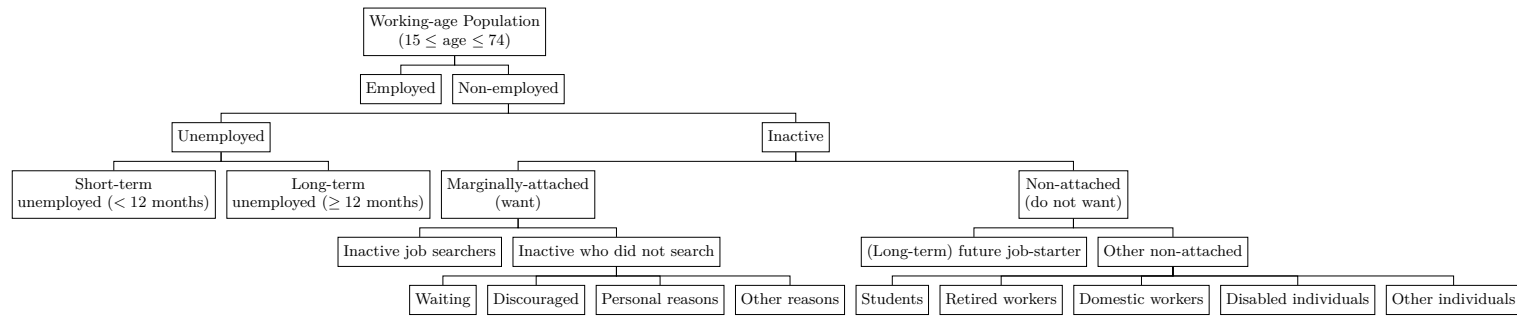 Working-age Population
(15 ≤ age ≤ 74)
Employed
Non-employed
Unemployed
Inactive
Short-term
unemployed (< 12 months)
Long-term
unemployed (≥ 12 months)
Marginally-attached
(want)
Non-attached
(do not want)
Inactive job searchers
Inactive who did not search
(Long-term) future job-starter
Other non-attached
Waiting
Discouraged
Personal reasons
Other reasons
Students
Retired workers
Domestic workers
Disabled individuals
Other individuals